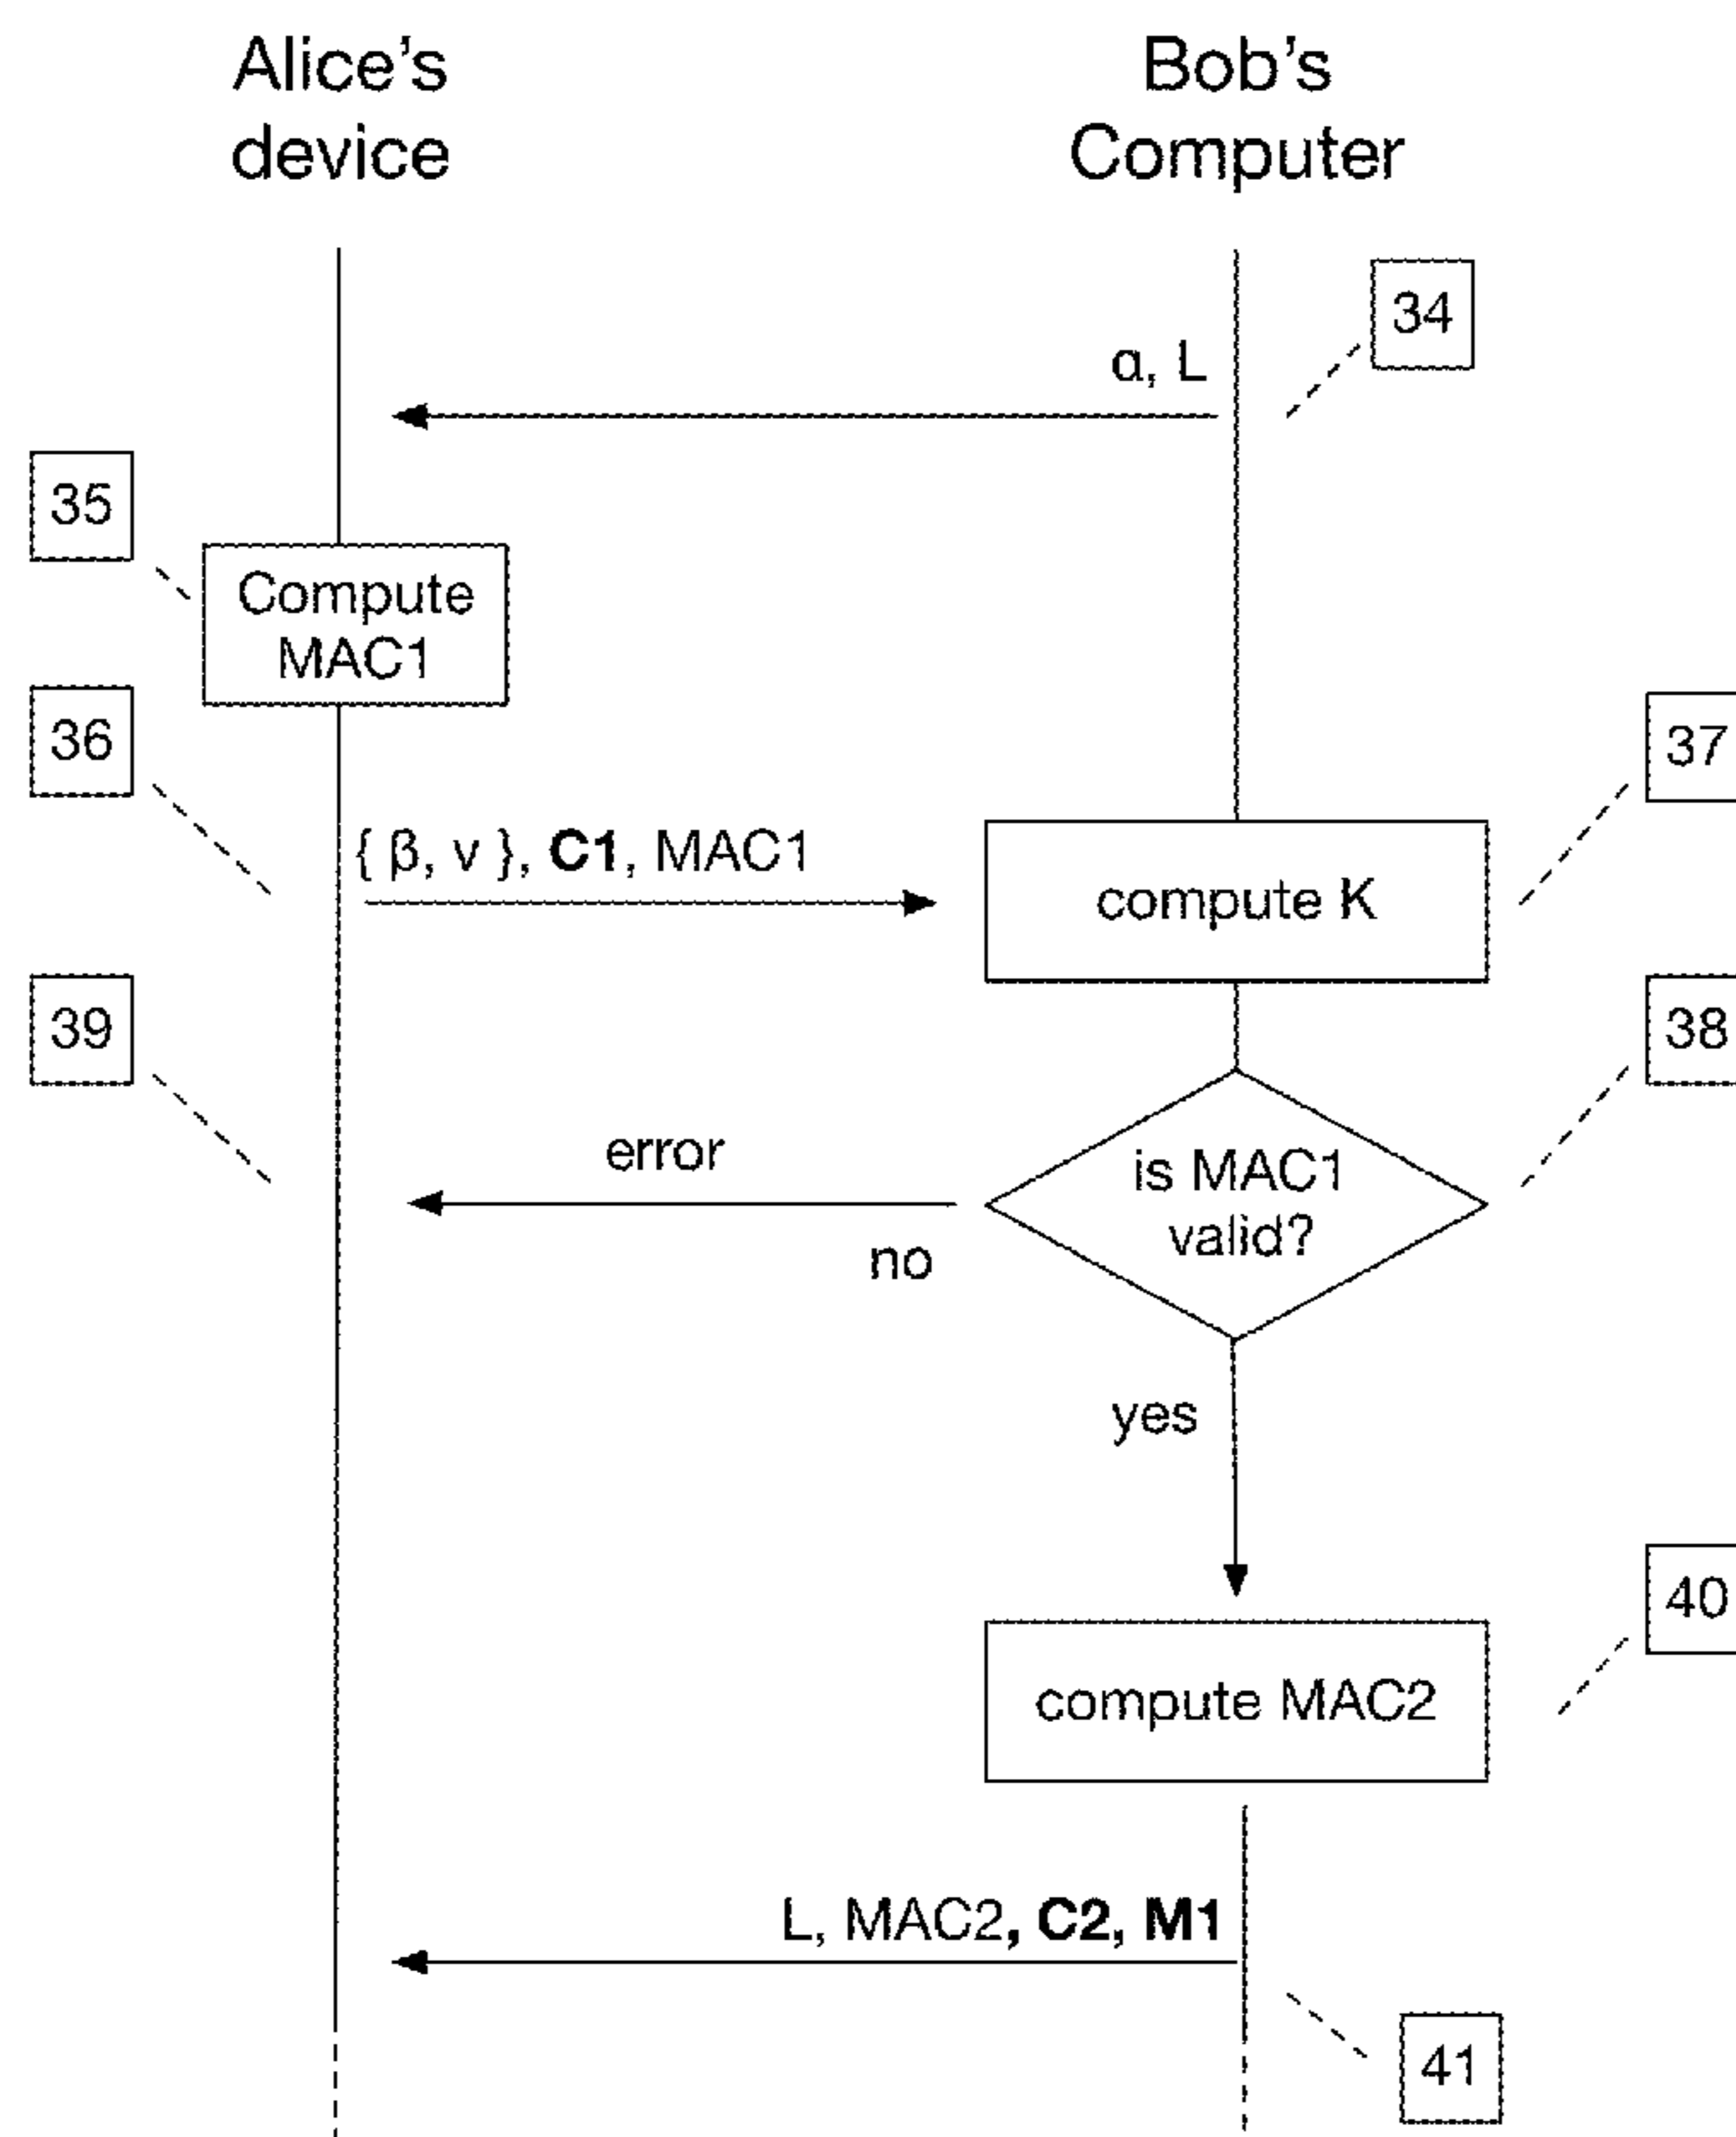 Alice's
device
Bob's
Computer
34
α, L
35
Compute
MAC1
36
37
{ β, v }, C1, MAC1
compute K
39
38
error
is MAC1
valid?
no
yes
40
compute MAC2
L, MAC2, C2, M1
41